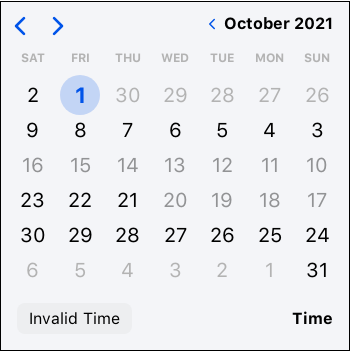 October 2021
SAT FRI THU WED TUE MON SUN
2 1 30 29 28 27 26
9 8 7 6 5 4 3
16 15 14 13 12 11 10
23 22 21 20 19 18 17
30 29 28 27 26 25 24
6 5 4 3 2 1 31
Invalid Time Time